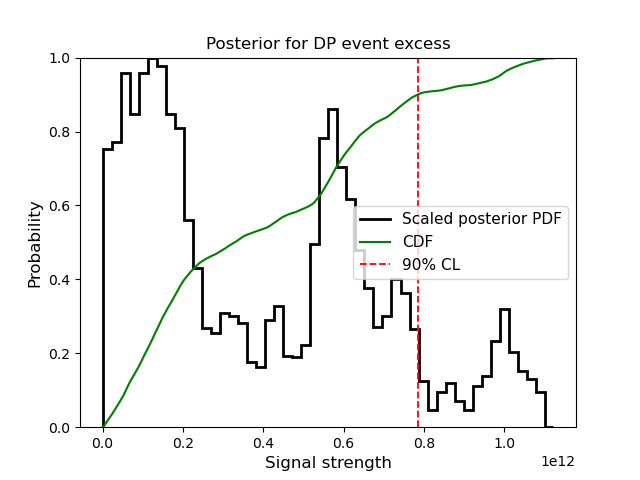 Posterior for DP event excess
1.0
0.8
0.6
0.4
0.2
0.0
Probability
Scaled posterior PDF
CDF
90% CL
0.0 0.2 0.4 0.6 0.8 1.0
1e12
Signal strength